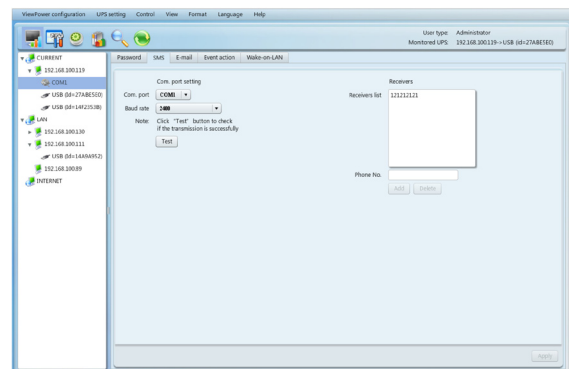 ViewPower configuration UPS setting Control View Format Language Help
User type: Administrator
Monitored UPS: 192.168.100.119->USB (Id=27ABE5E0)
CURRENT
192.168.100.119
COM1
USB (Id=27ABE5E0)
USB (Id=14F2353B)
LAN
192.168.100.130
192.168.100.111
USB (Id=14A9A952)
192.168.100.89
INTERNET
Password SMS E-mail Event action Wake-on-LAN
Com. port setting
Com. port COM1
Baud rate 2400
Note: Click "Test" button to check
if the transmission is successfully
Test
Receivers
Receivers list 121212121
Phone No.
Add Delete
Apply